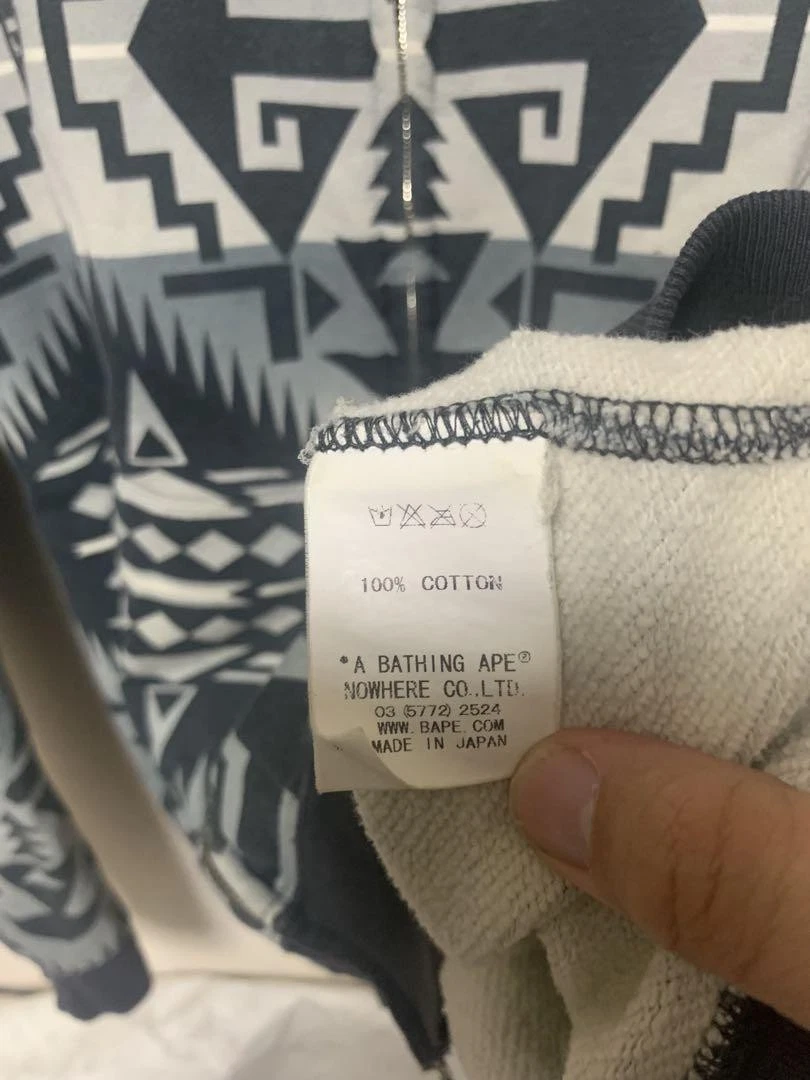 100% COTTON
*A BATHING APE®
NOWHERE CO.,LTD.
03 (5772) 2524
WWW.BAPE.COM
MADE IN JAPAN